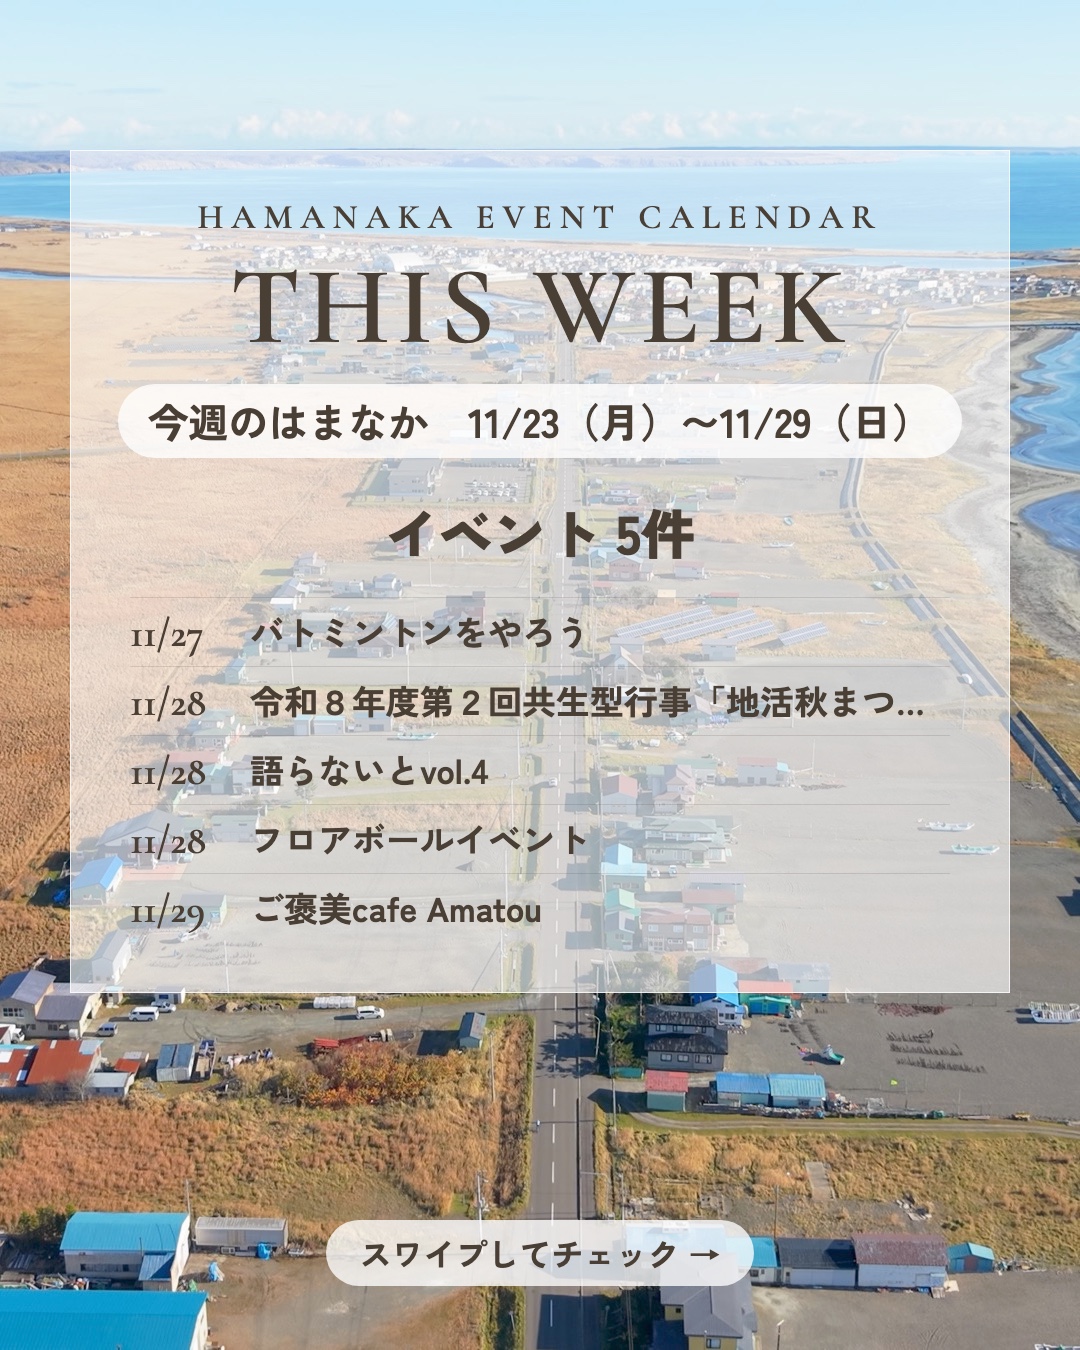 HAMANAKA EVENT CALENDAR
THIS WEEK
今週のはまなか　11/23（月）〜11/29（日）
イベント 5件
11/27 バトミントンをやろう
11/28 令和８年度第２回共生型行事「地活秋まつ...
11/28 語らないとvol.4
11/28 フロアボールイベント
11/29 ご褒美cafe Amatou
スワイプしてチェック →